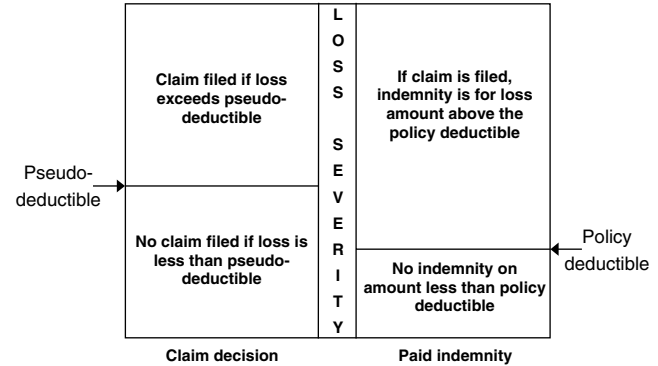 Claim filed if loss
exceeds pseudo-
deductible
Pseudo-
deductible
No claim filed if loss is
less than pseudo-
deductible
L
O
S
S
S
E
V
E
R
I
T
Y
If claim is filed,
indemnity is for loss
amount above the
policy deductible
Policy
deductible
No indemnity on
amount less than policy
deductible
Claim decision
Paid indemnity